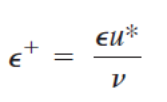 ϵ⁺ = ϵu* / ν